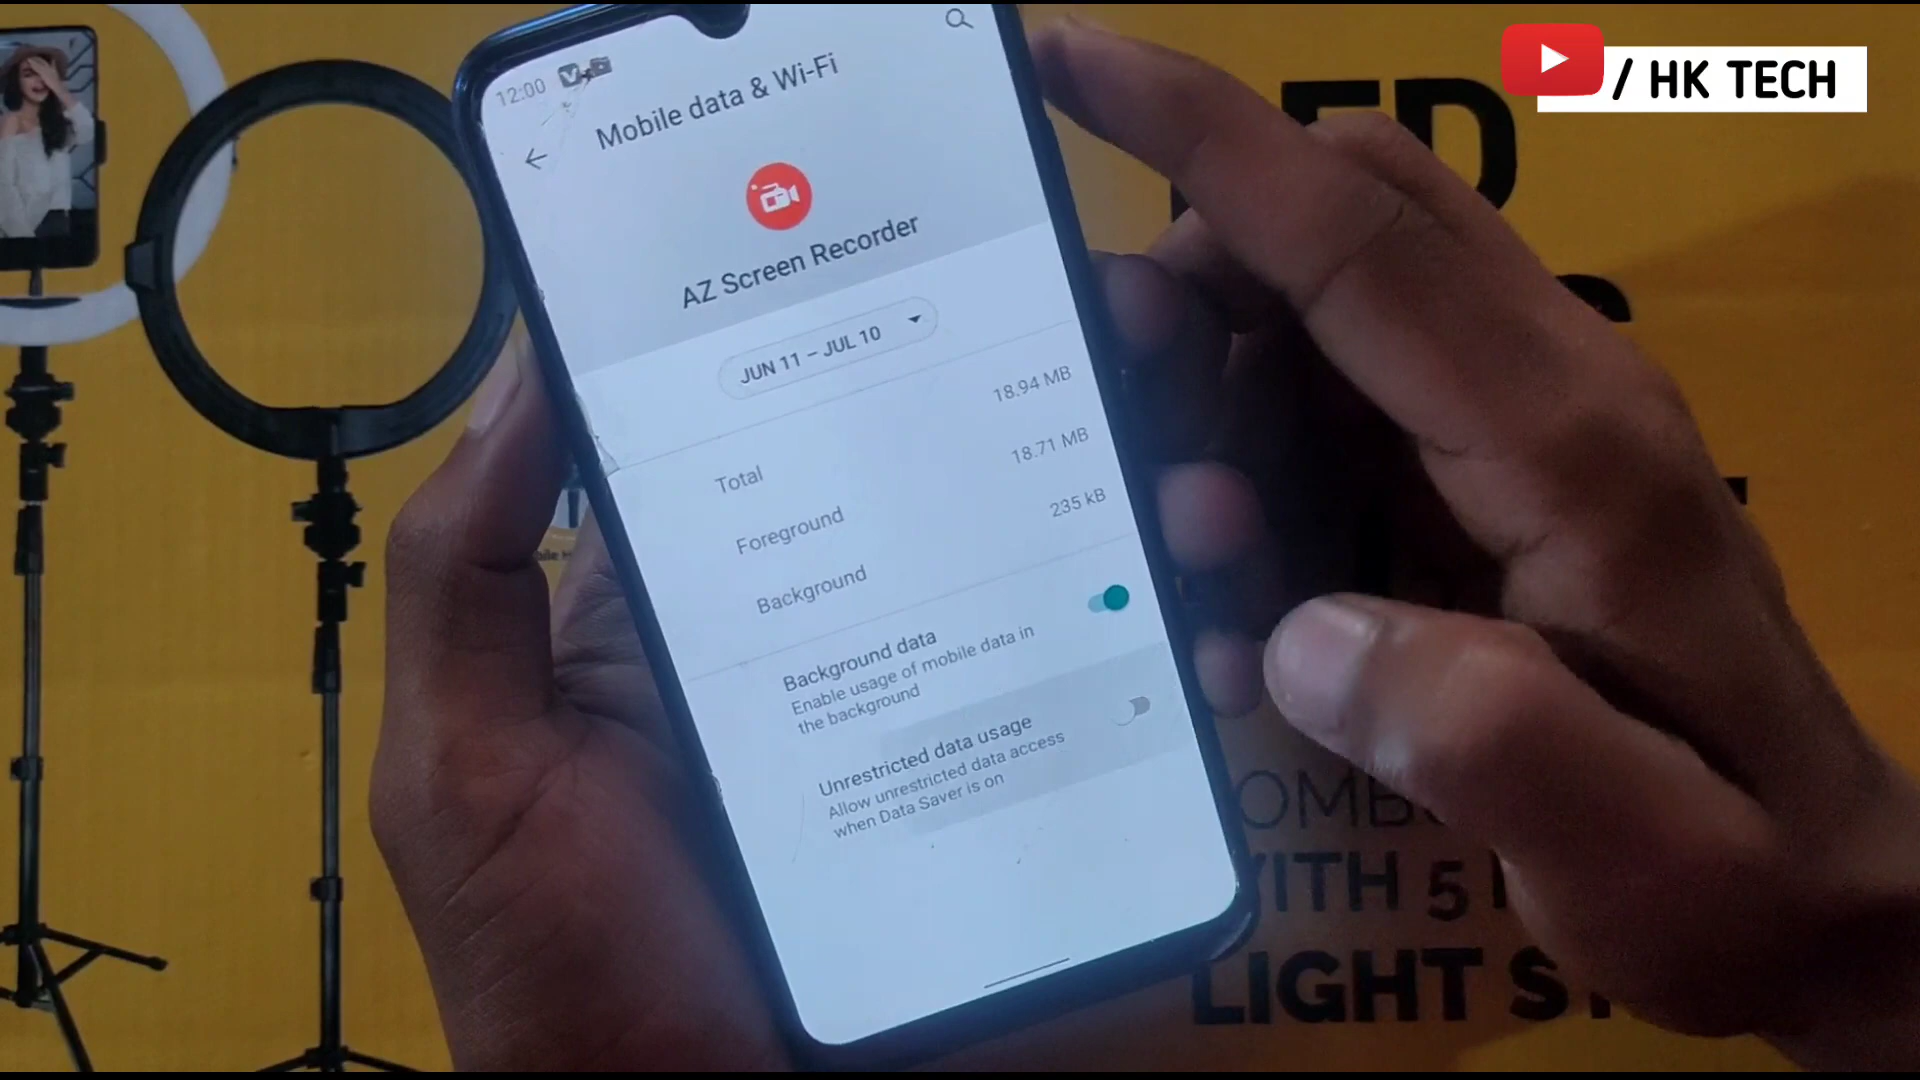 / HK TECH
12:00
Mobile data & Wi-Fi
AZ Screen Recorder
JUN 11 – JUL 10
Total 18.94 MB
Foreground 18.71 MB
Background 235 kB
Background data
Enable usage of mobile data in
the background
Unrestricted data usage
Allow unrestricted data access
when Data Saver is on
WITH 5
LIGHT